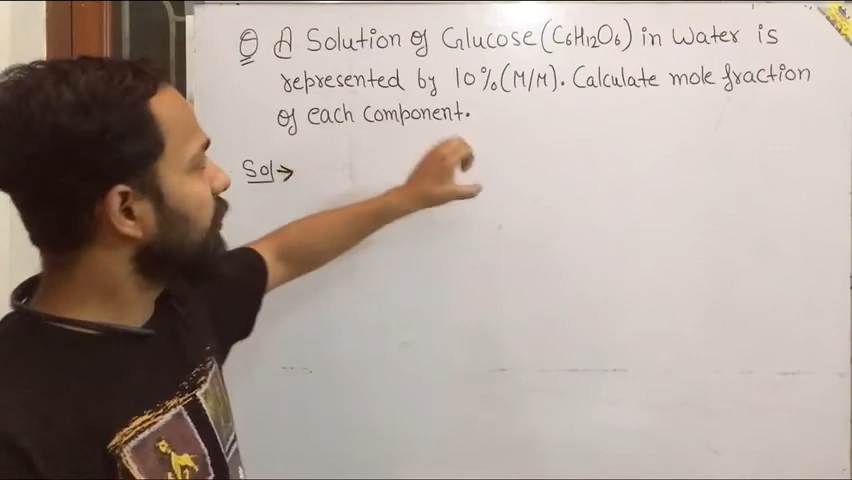 Q A Solution of Glucose (C6H12O6) in Water is
represented by 10% (M/M). Calculate mole fraction
of each component.
Sol →